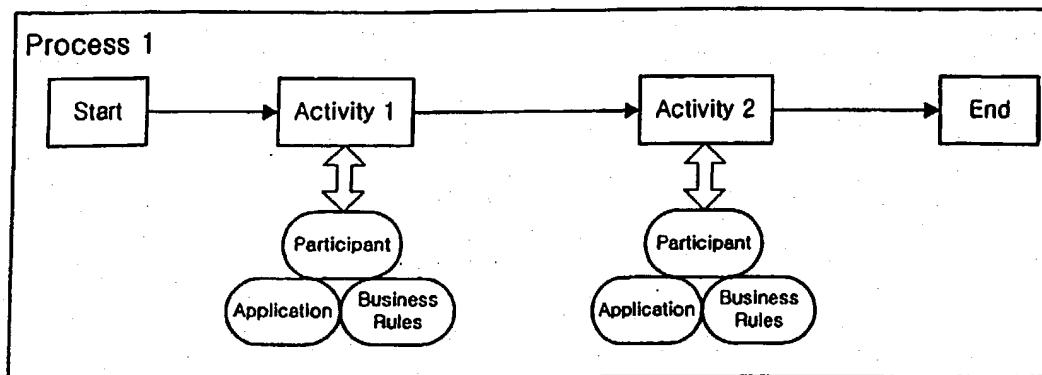 Process 1
Start
Activity 1
Activity 2
End
Participant
Application
Business
Rules
Participant
Application
Business
Rules